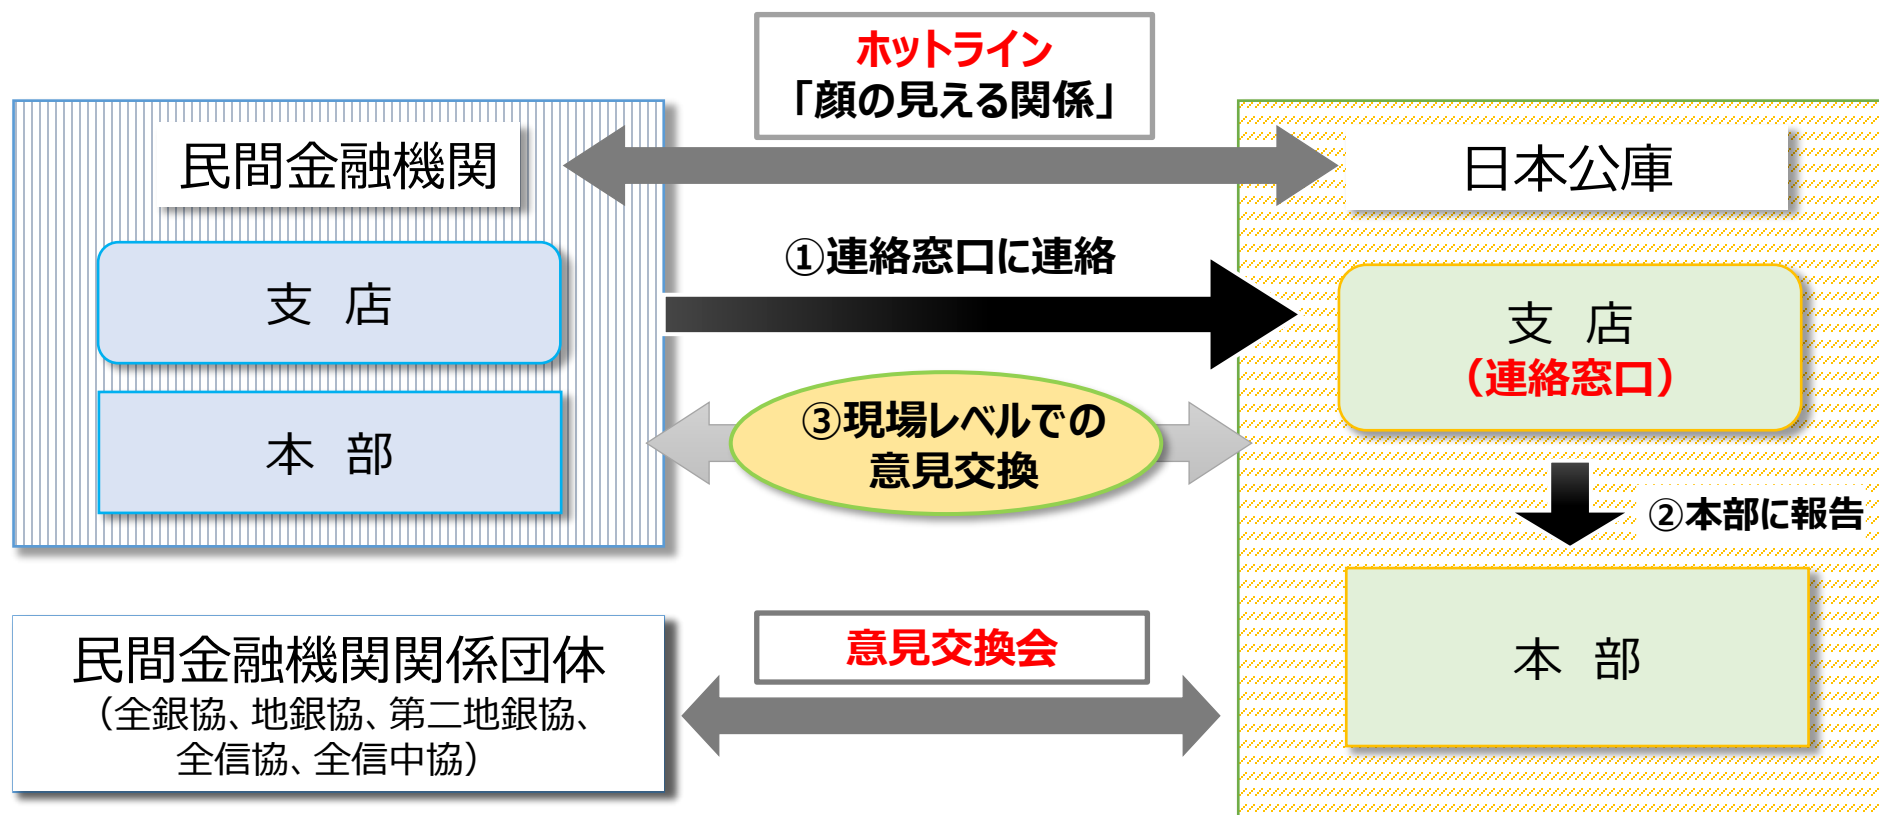 ホットライン
「顔の見える関係」
民間金融機関
日本公庫
①連絡窓口に連絡
支 店
支 店
（連絡窓口）
③現場レベルでの
意見交換
本 部
②本部に報告
民間金融機関関係団体
（全銀協、地銀協、第二地銀協、
全信協、全信中協）
意見交換会
本 部